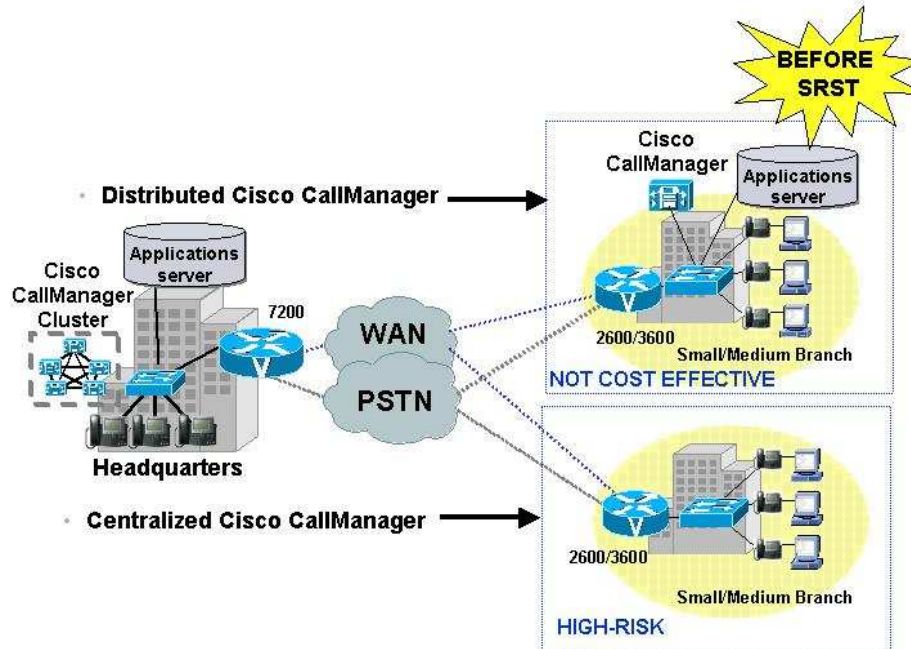 BEFORE
SRST
Cisco
CallManager
Applications
server
· Distributed Cisco CallManager
Applications
server
Cisco
CallManager
Cluster
7200
WAN
PSTN
V
V
2600/3600
Small/Medium Branch
NOT COST EFFECTIVE
Headquarters
· Centralized Cisco CallManager
V
2600/3600
Small/Medium Branch
HIGH-RISK